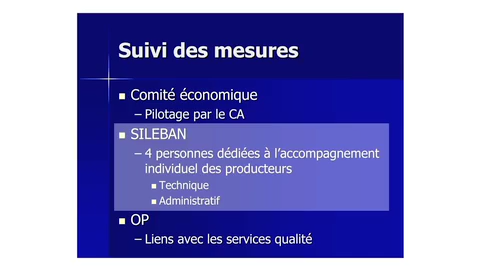 Suivi des mesures
Comité économique
– Pilotage par le CA
SILEBAN
– 4 personnes dédiées à l'accompagnement
individuel des producteurs
Technique
Administratif
OP
– Liens avec les services qualité